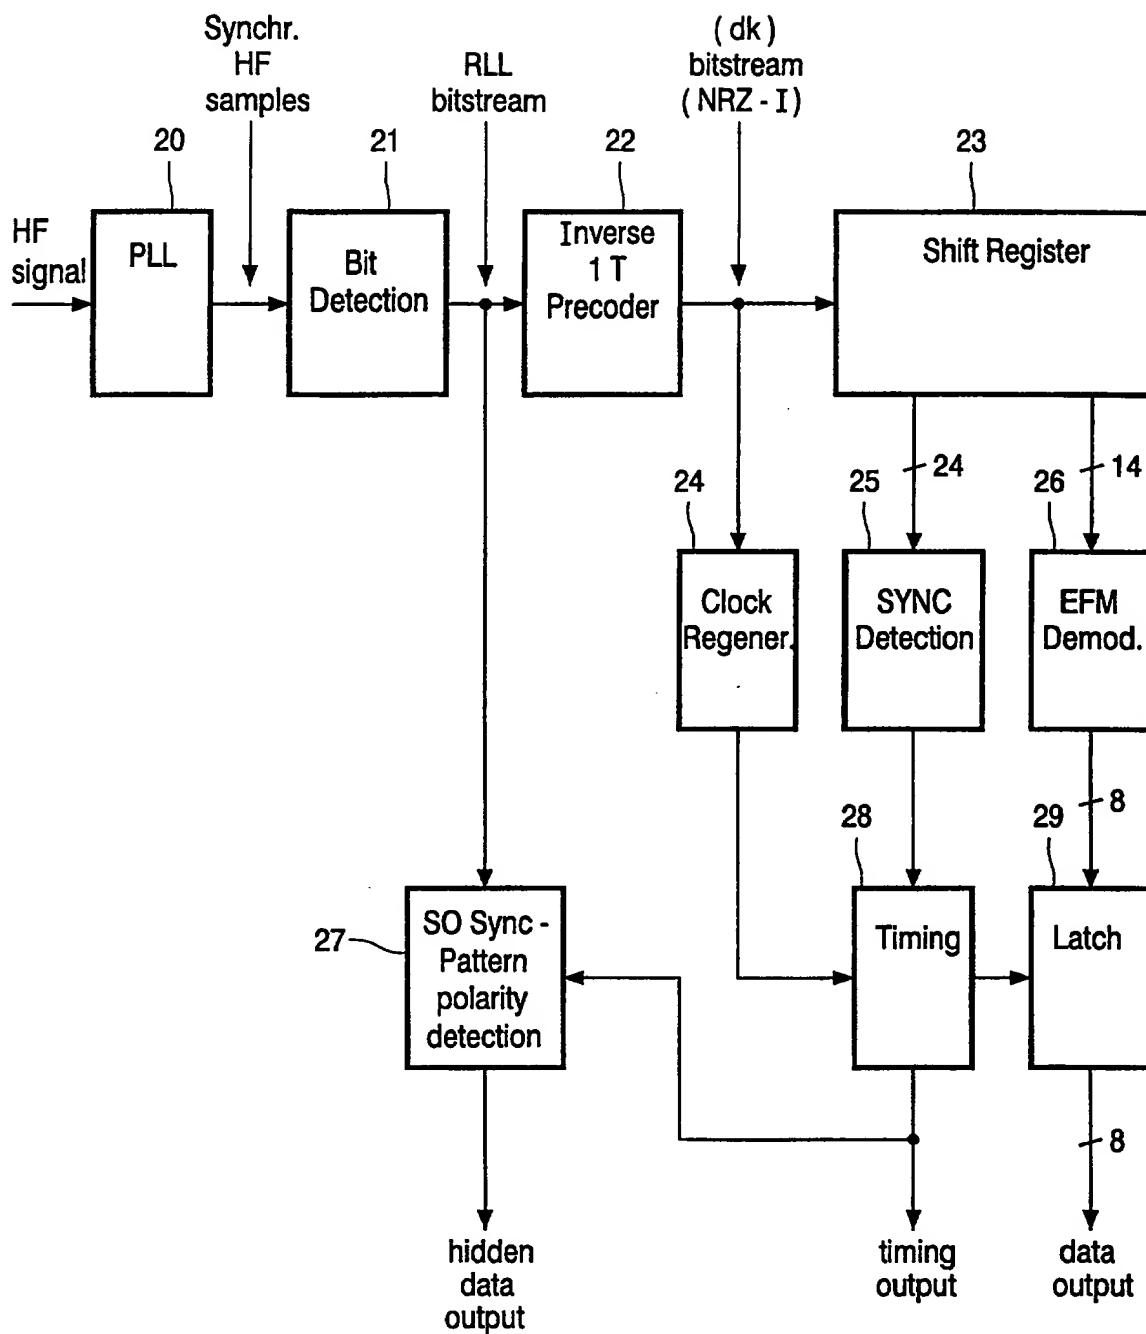 Synchr.
HF
samples
RLL
bitstream
( dk )
bitstream
( NRZ - I )
20
21
22
23
HF
signal
PLL
Bit
Detection
Inverse
1 T
Precoder
Shift Register
24
14
24
25
26
Clock
Regener.
SYNC
Detection
EFM
Demod.
8
28
29
27
SO Sync -
Pattern
polarity
detection
Timing
Latch
8
hidden
data
output
timing
output
data
output